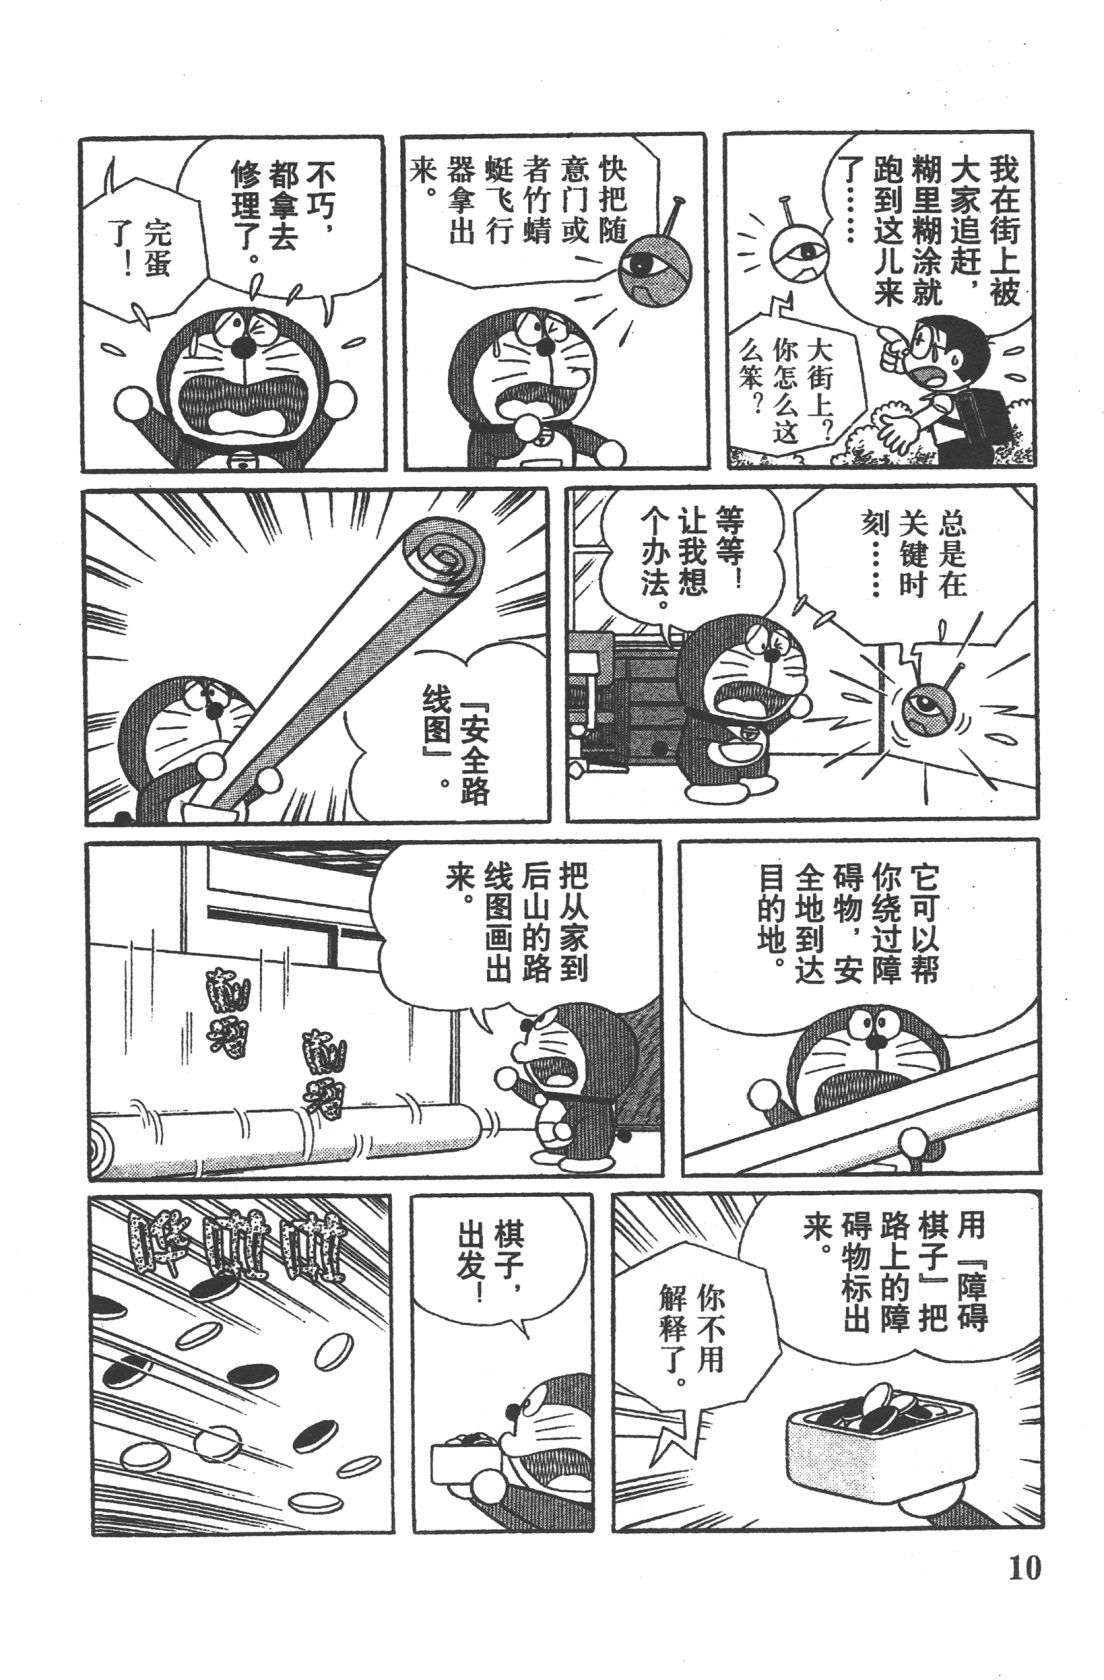 我在街上被
大家追赶，
糊里糊涂就
跑到这儿来
了……
大街上？
你怎么这
么笨？
快把随
意门或
者竹蜻
蜓飞行
器拿出
来。
不巧，
都拿去
修理了。
完蛋
了！
总是在
关键时
刻……
等等！
让我想
个办法。
『安全路
线图』。
它可以帮
你绕过障
碍物，安
全地到达
目的地。
把从家到
后山的路
线图画出
来。
用『障碍
棋子』把
路上的障
碍物标出
来。
你不用
解释了。
棋子，
出发！
10